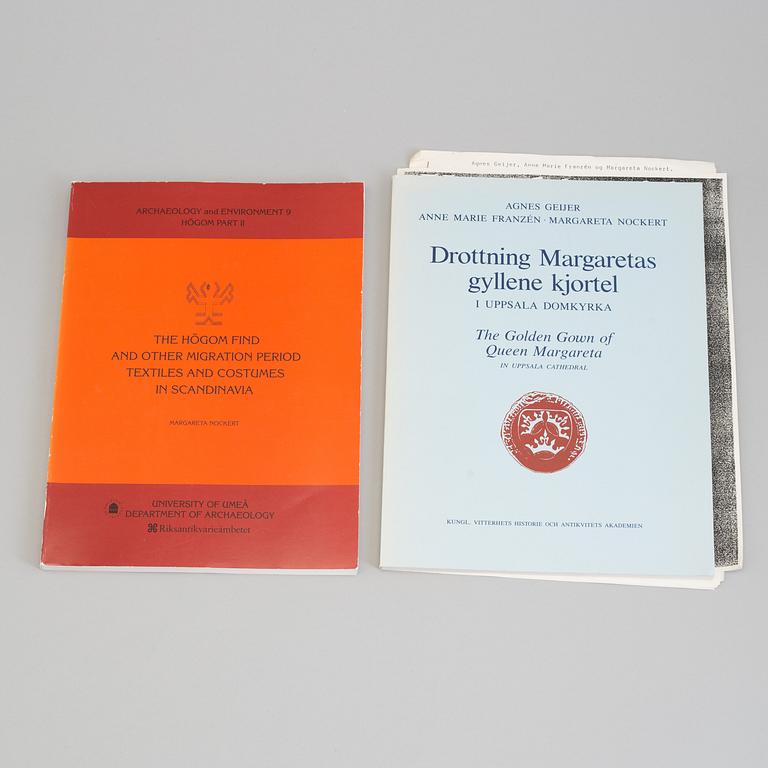 ARCHAEOLOGY and ENVIRONMENT 9
HÖGOM PART II
THE HÖGOM FIND
AND OTHER MIGRATION PERIOD
TEXTILES AND COSTUMES
IN SCANDINAVIA
MARGARETA NOCKERT
UNIVERSITY OF UMEÅ
DEPARTMENT OF ARCHAEOLOGY
Riksantikvarieämbetet
Agnes Geijer, Anne Marie Franzén og Margareta Nockert.
AGNES GEIJER
ANNE MARIE FRANZÉN · MARGARETA NOCKERT
Drottning Margaretas
gyllene kjortel
I UPPSALA DOMKYRKA
The Golden Gown of
Queen Margareta
IN UPPSALA CATHEDRAL
KUNGL. VITTERHETS HISTORIE OCH ANTIKVITETS AKADEMIEN